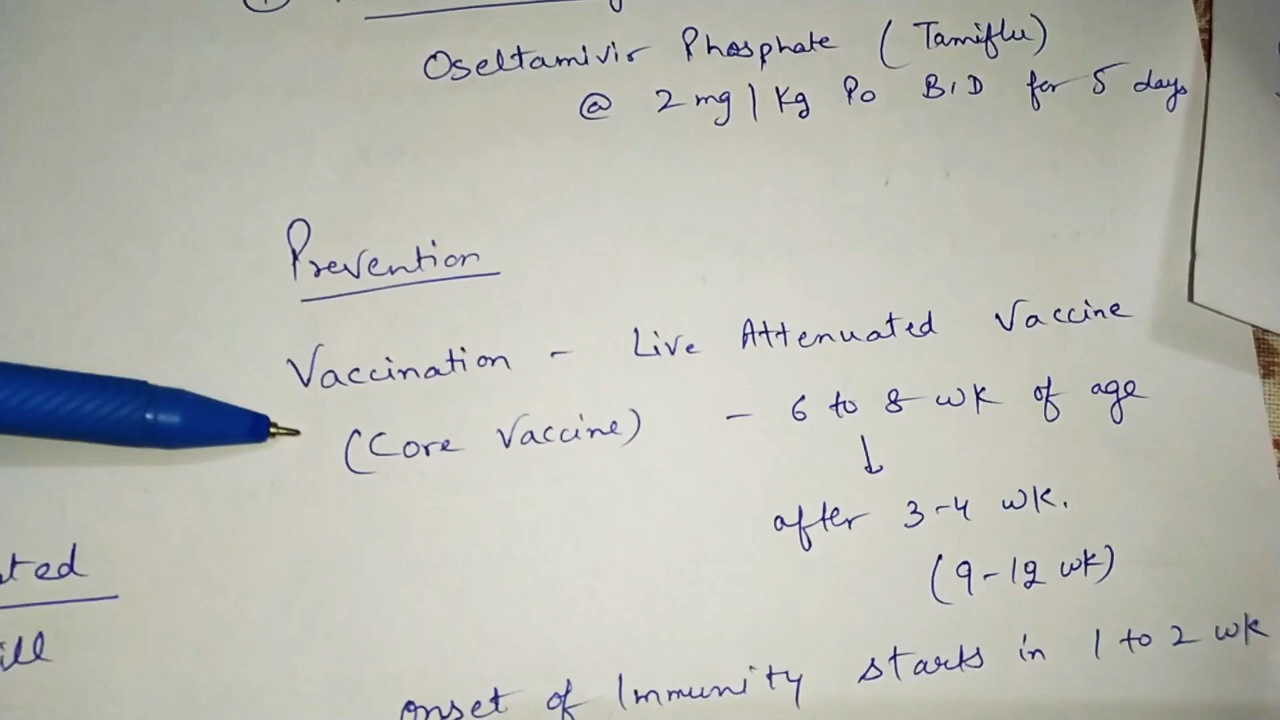 Oseltamivir Phosphate ( Tamiflu)
@ 2 mg | Kg Po B.I.D for 5 days
Prevention
Vaccination - Live Attenuated Vaccine
(Core Vaccine) - 6 to 8 wk of age
↓
after 3-4 wk.
(9-12 wk)
ted
ill
onset of Immunity starts in 1 to 2 wk